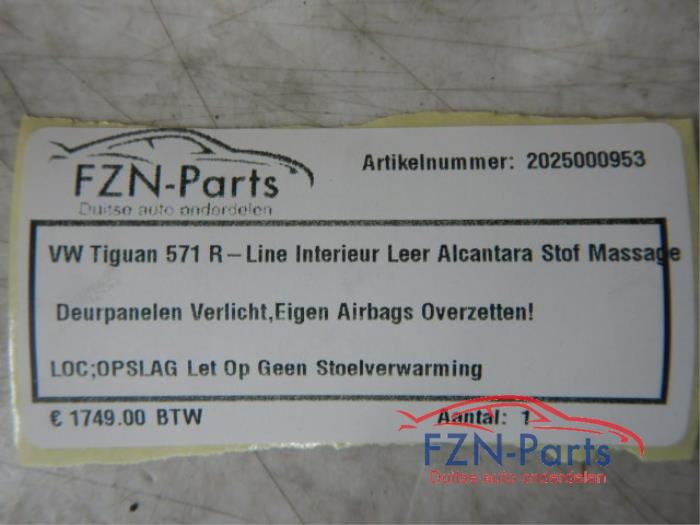 FZN-Parts
Duitse auto onderdelen
Artikelnummer: 2025000953
VW Tiguan 571 R-Line Interieur Leer Alcantara Stof Massage
Deurpanelen Verlicht,Eigen Airbags Overzetten!
LOC;OPSLAG Let Op Geen Stoelverwarming
€ 1749.00 BTW
Aantal: 1
FZN-Parts
Duitse auto onderdelen